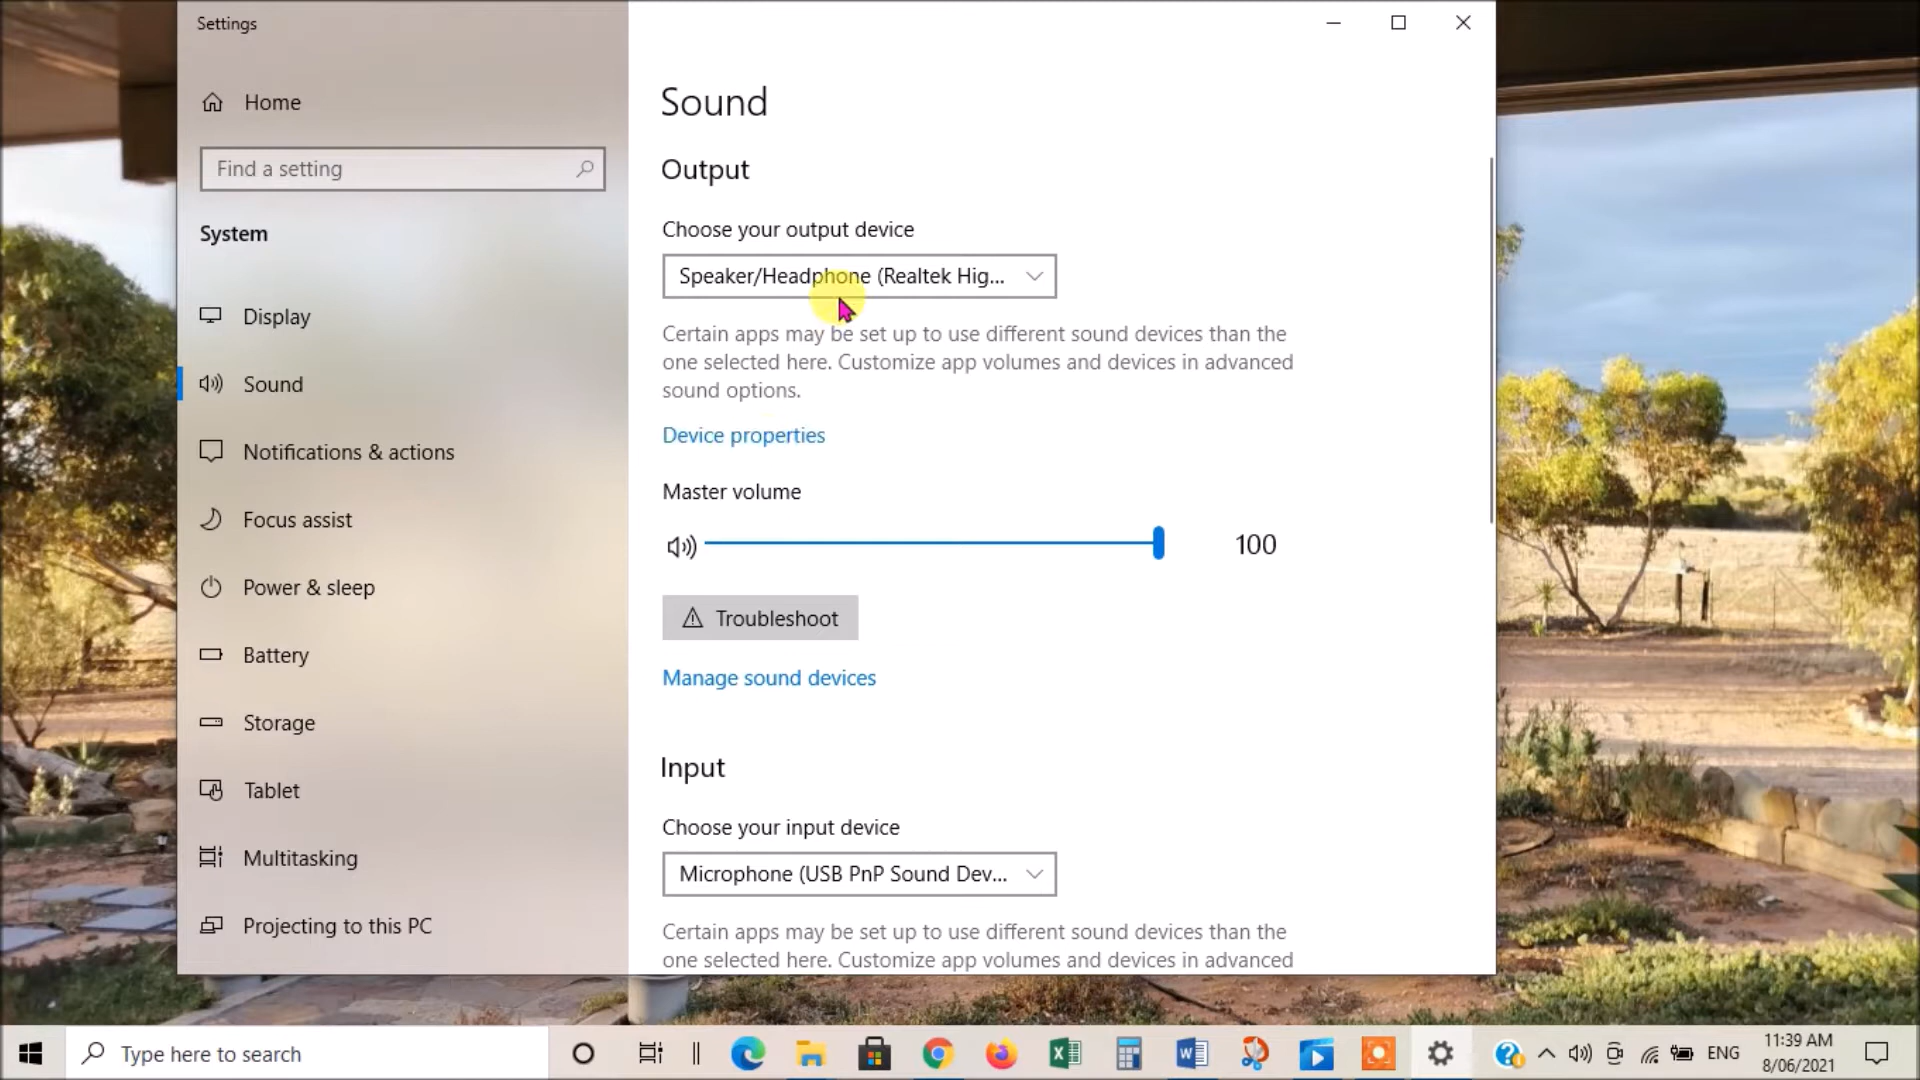 Settings
Home
Find a setting
System
Display
Sound
Notifications & actions
Focus assist
Power & sleep
Battery
Storage
Tablet
Multitasking
Projecting to this PC
Sound
Output
Choose your output device
Speaker/Headphone (Realtek Hig...
Certain apps may be set up to use different sound devices than the
one selected here. Customize app volumes and devices in advanced
sound options.
Device properties
Master volume
100
Troubleshoot
Manage sound devices
Input
Choose your input device
Microphone (USB PnP Sound Dev...
Certain apps may be set up to use different sound devices than the
one selected here. Customize app volumes and devices in advanced
Type here to search
ENG
11:39 AM
8/06/2021